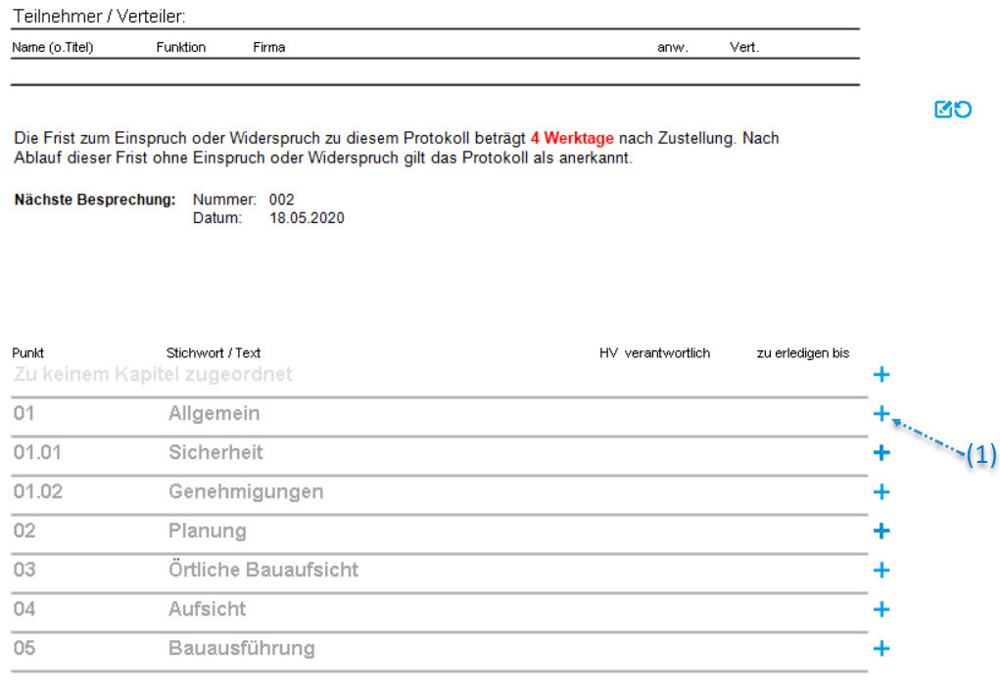 Teilnehmer / Verteiler:
Name (o.Titel) Funktion Firma anw. Vert.
Die Frist zum Einspruch oder Widerspruch zu diesem Protokoll beträgt 4 Werktage nach Zustellung. Nach
Ablauf dieser Frist ohne Einspruch oder Widerspruch gilt das Protokoll als anerkannt.
Nächste Besprechung: Nummer: 002
Datum: 18.05.2020
Punkt Stichwort / Text HV verantwortlich zu erledigen bis
Zu keinem Kapitel zugeordnet
01 Allgemein
(1)
01.01 Sicherheit
01.02 Genehmigungen
02 Planung
03 Örtliche Bauaufsicht
04 Aufsicht
05 Bauausführung